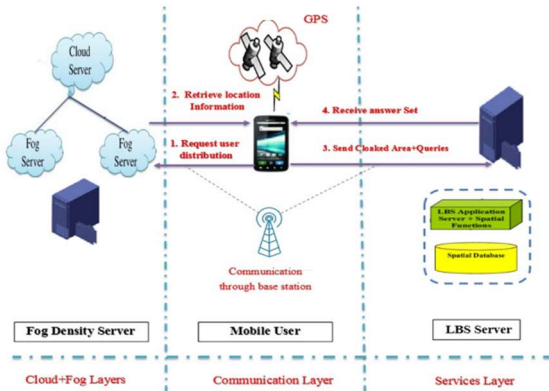 GPS
Cloud
Server
2. Retrieve location
Information
4. Receive answer Set
Fog
Server
Fog
Server
1. Request user
distribution
3. Send Cloaked Area+Queries
LBS Application
Server + Spatial
Functions
Spatial Database
Communication
through base station
Fog Density Server
Mobile User
LBS Server
Cloud+Fog Layers
Communication Layer
Services Layer